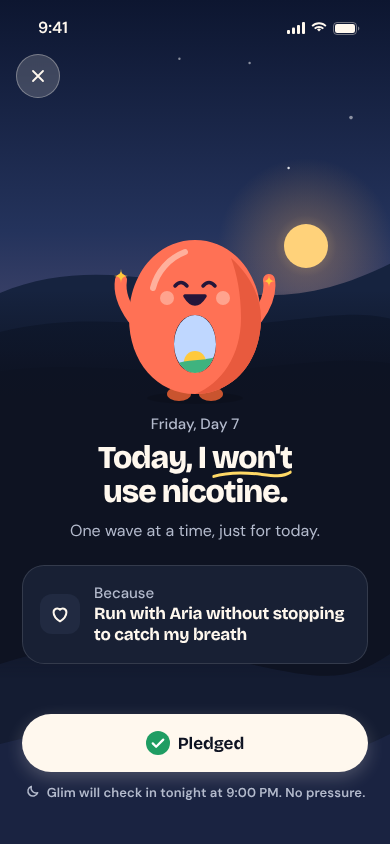 9:41
Friday, Day 7
Today, I won't
use nicotine.
One wave at a time, just for today.
Because
Run with Aria without stopping
to catch my breath
Pledged
Glim will check in tonight at 9:00 PM. No pressure.